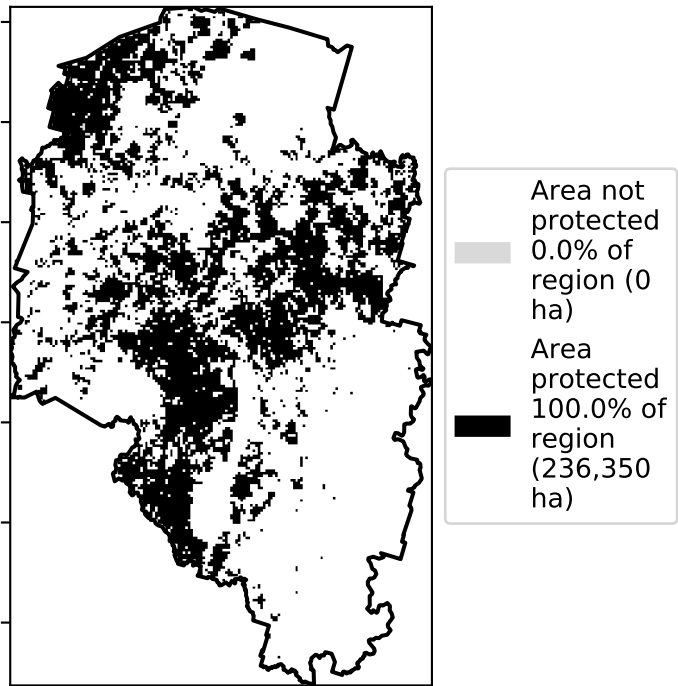 Area not
protected
0.0% of
region (0
ha)
Area
protected
100.0% of
region
(236,350
ha)